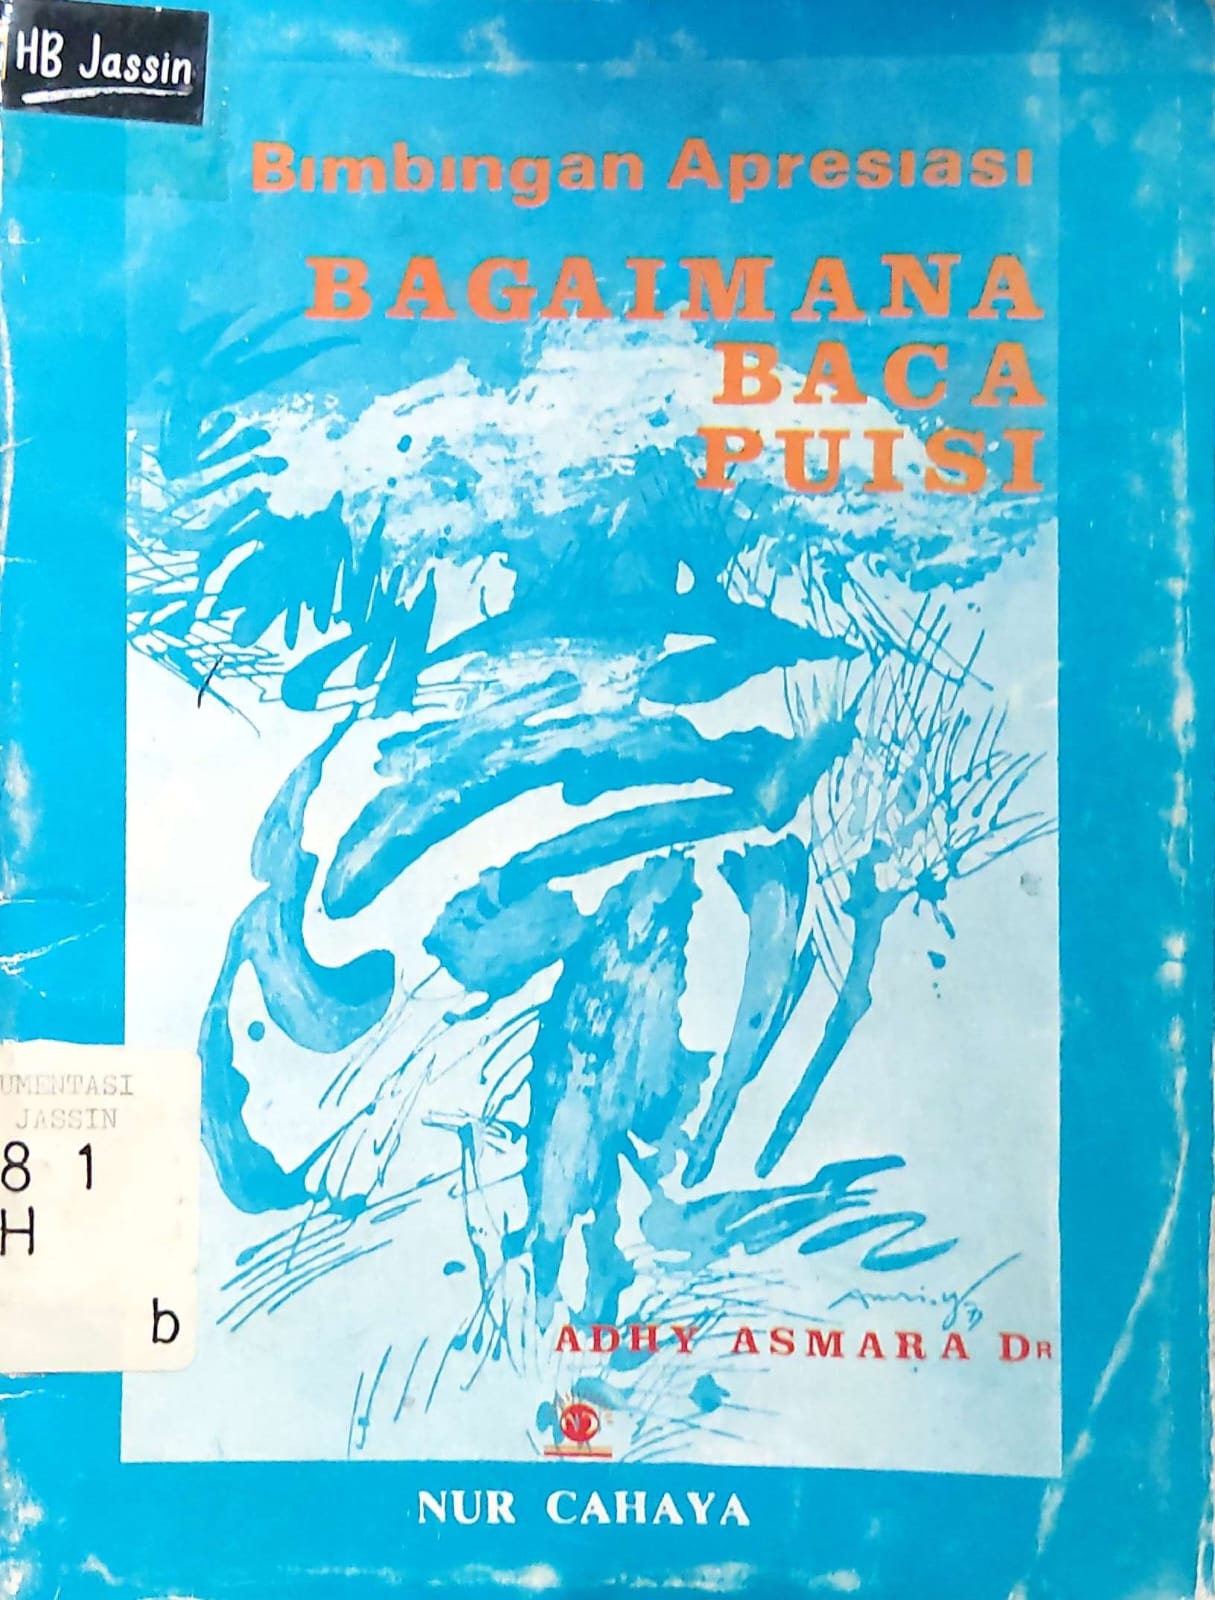 HB Jassin
Bimbingan Apresiasi
BAGAIMANA
BACA
PUISI
UMENTASI
JASSIN
8 1
H
b
ADHY ASMARA DR
NUR CAHAYA